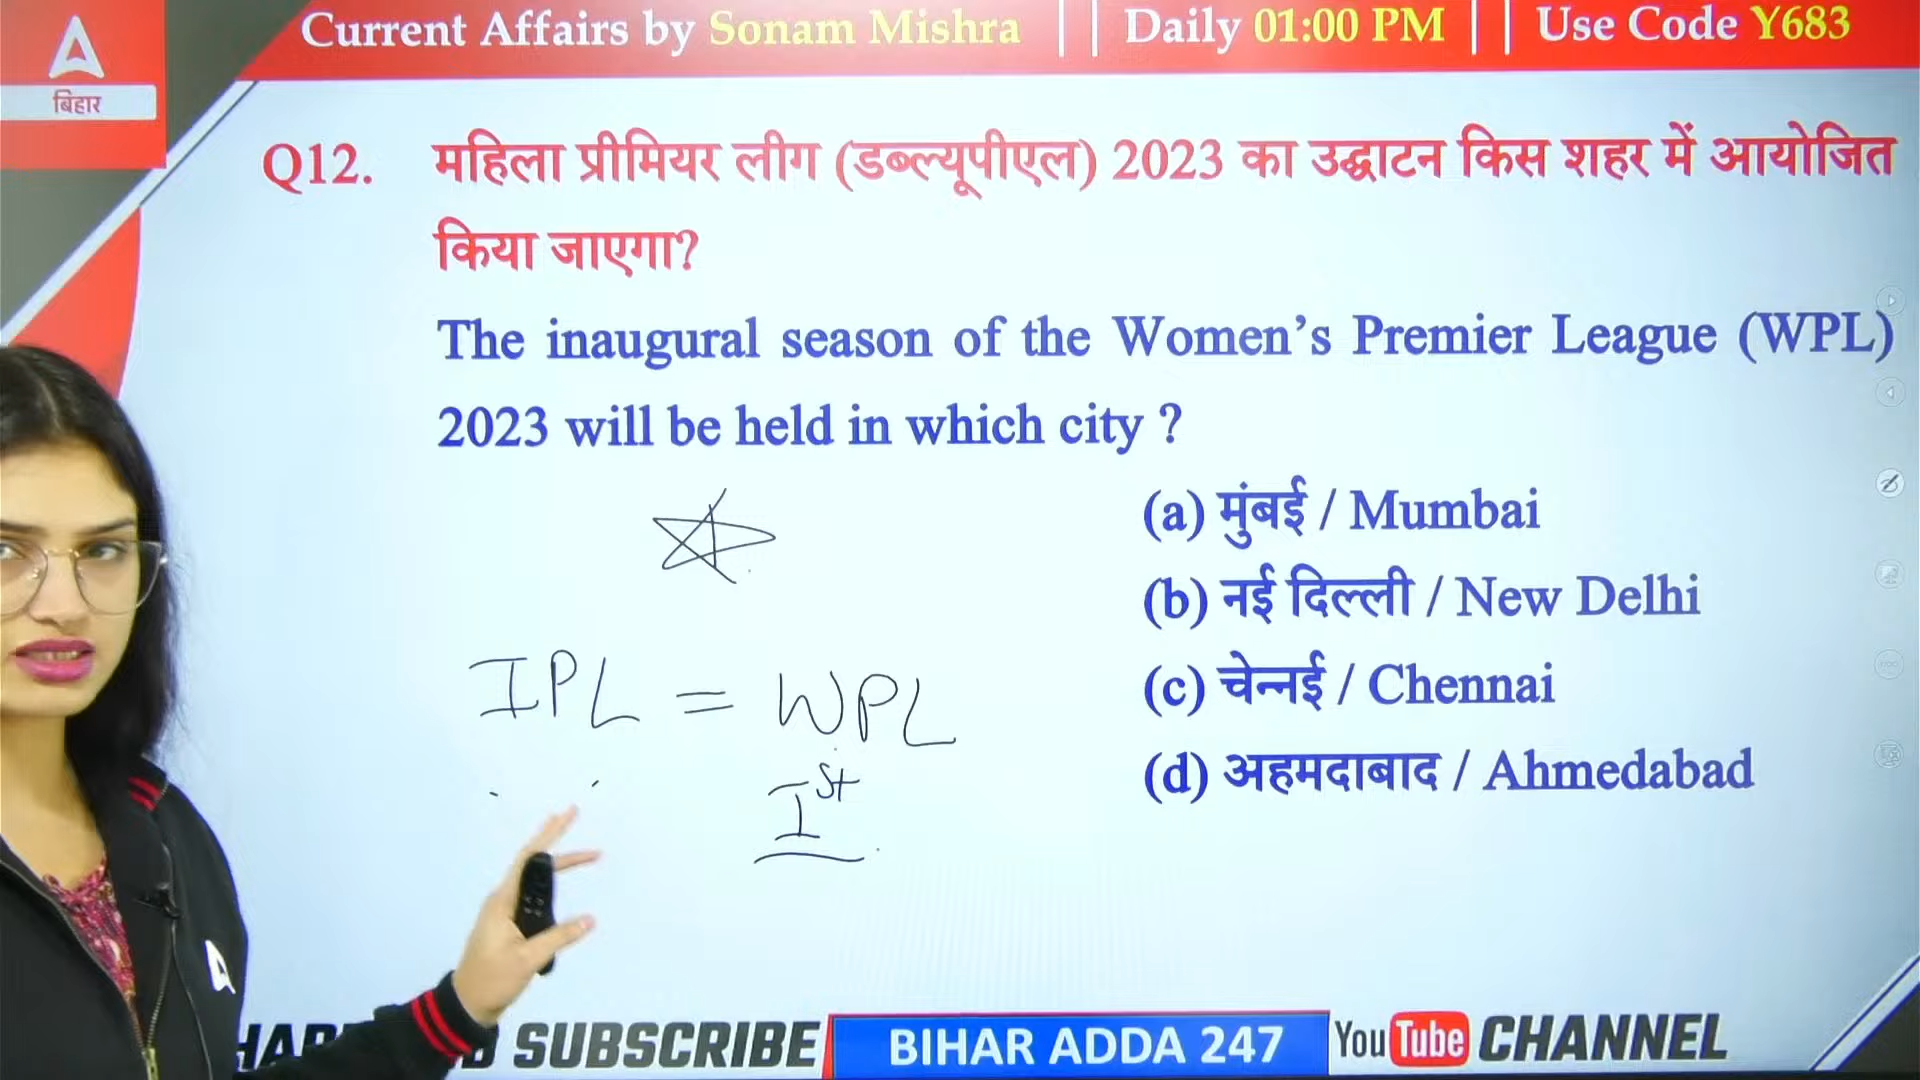 Current Affairs by Sonam Mishra || Daily 01:00 PM || Use Code Y683
बिहार
Q12. महिला प्रीमियर लीग (डब्ल्यूपीएल) 2023 का उद्घाटन किस शहर में आयोजित
किया जाएगा?
The inaugural season of the Women’s Premier League (WPL)
2023 will be held in which city ?
(a) मुंबई / Mumbai
(b) नई दिल्ली / New Delhi
(c) चेन्नई / Chennai
(d) अहमदाबाद / Ahmedabad
IPL = WPL
Ist
SUBSCRIBE BIHAR ADDA 247 YouTube CHANNEL